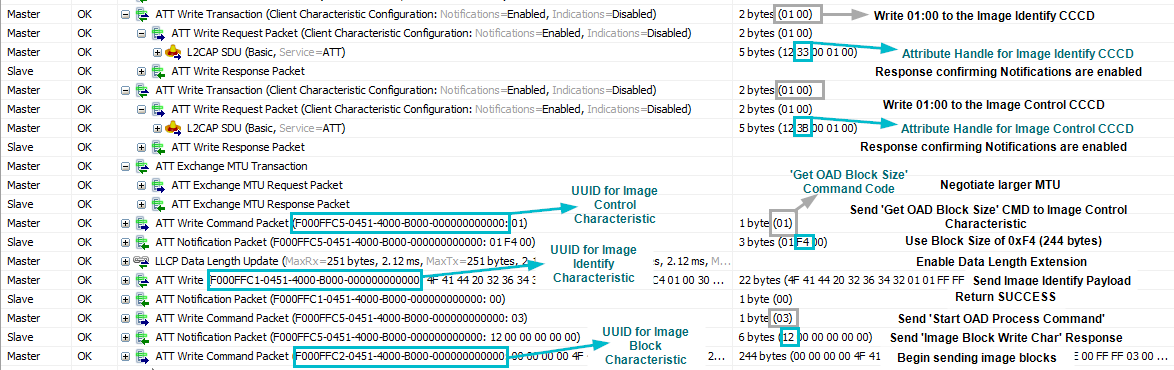 Master OK ATT Write Transaction (Client Characteristic Configuration: Notifications=Enabled, Indications=Disabled) 2 bytes (01 00) Write 01:00 to the Image Identify CCCD
Master OK ATT Write Request Packet (Client Characteristic Configuration: Notifications=Enabled, Indications=Disabled) 2 bytes (01 00)
Master OK L2CAP SDU (Basic, Service=ATT) 5 bytes (12 33 00 01 00) Attribute Handle for Image Identify CCCD
Slave OK ATT Write Response Packet Response confirming Notifications are enabled
Master OK ATT Write Transaction (Client Characteristic Configuration: Notifications=Enabled, Indications=Disabled) 2 bytes (01 00)
Write 01:00 to the Image Control CCCD
Master OK ATT Write Request Packet (Client Characteristic Configuration: Notifications=Enabled, Indications=Disabled) 2 bytes (01 00)
Master OK L2CAP SDU (Basic, Service=ATT) 5 bytes (12 3B 00 01 00) Attribute Handle for Image Control CCCD
Slave OK ATT Write Response Packet Response confirming Notifications are enabled
Master OK ATT Exchange MTU Transaction
'Get OAD Block Size'
Command Code
Master OK ATT Exchange MTU Request Packet Negotiate larger MTU
Slave OK ATT Exchange MTU Response Packet
UUID for Image
Control
Characteristic
Send 'Get OAD Block Size' CMD to Image Control
Characteristic
Master OK ATT Write Command Packet (F000FFC5-0451-4000-B000-000000000000: 01) 1 byte (01)
Slave OK ATT Notification Packet (F000FFC5-0451-4000-B000-000000000000: 01 F4 00) 3 bytes (01 F4 00) Use Block Size of 0xF4 (244 bytes)
UUID for Image
Identify
Characteristic
Master OK LLCP Data Length Update (MaxRx=251 bytes, 2.12 ms, MaxTx=251 bytes, 2. s, 2.12 ms, M... Enable Data Length Extension
Master OK ATT Write (F000FFC1-0451-4000-B000-000000000000 4F 41 44 20 32 36 34 3 C4 01 00 30 ... 22 bytes (4F 41 44 20 32 36 34 32 01 01 FF FF Send Image Identify Payload
Slave OK ATT Notification Packet (F000FFC1-0451-4000-B000-000000000000: 00) 1 byte (00) Return SUCCESS
Master OK ATT Write Command Packet (F000FFC5-0451-4000-B000-000000000000: 03) 1 byte (03) Send 'Start OAD Process Command'
Slave OK ATT Notification Packet (F000FFC5-0451-4000-B000-000000000000: 12 00 00 00 00 00) 6 bytes (12 00 00 00 00 00) Send 'Image Block Write Char' Response
UUID for Image
Block
Characteristic
Master OK ATT Write Command Packet (F000FFC2-0451-4000-B000-000000000000 00 00 00 00 4F 2... 244 bytes (00 00 00 00 4F 41 Begin sending image blocks E 00 FF FF 03 00 ...